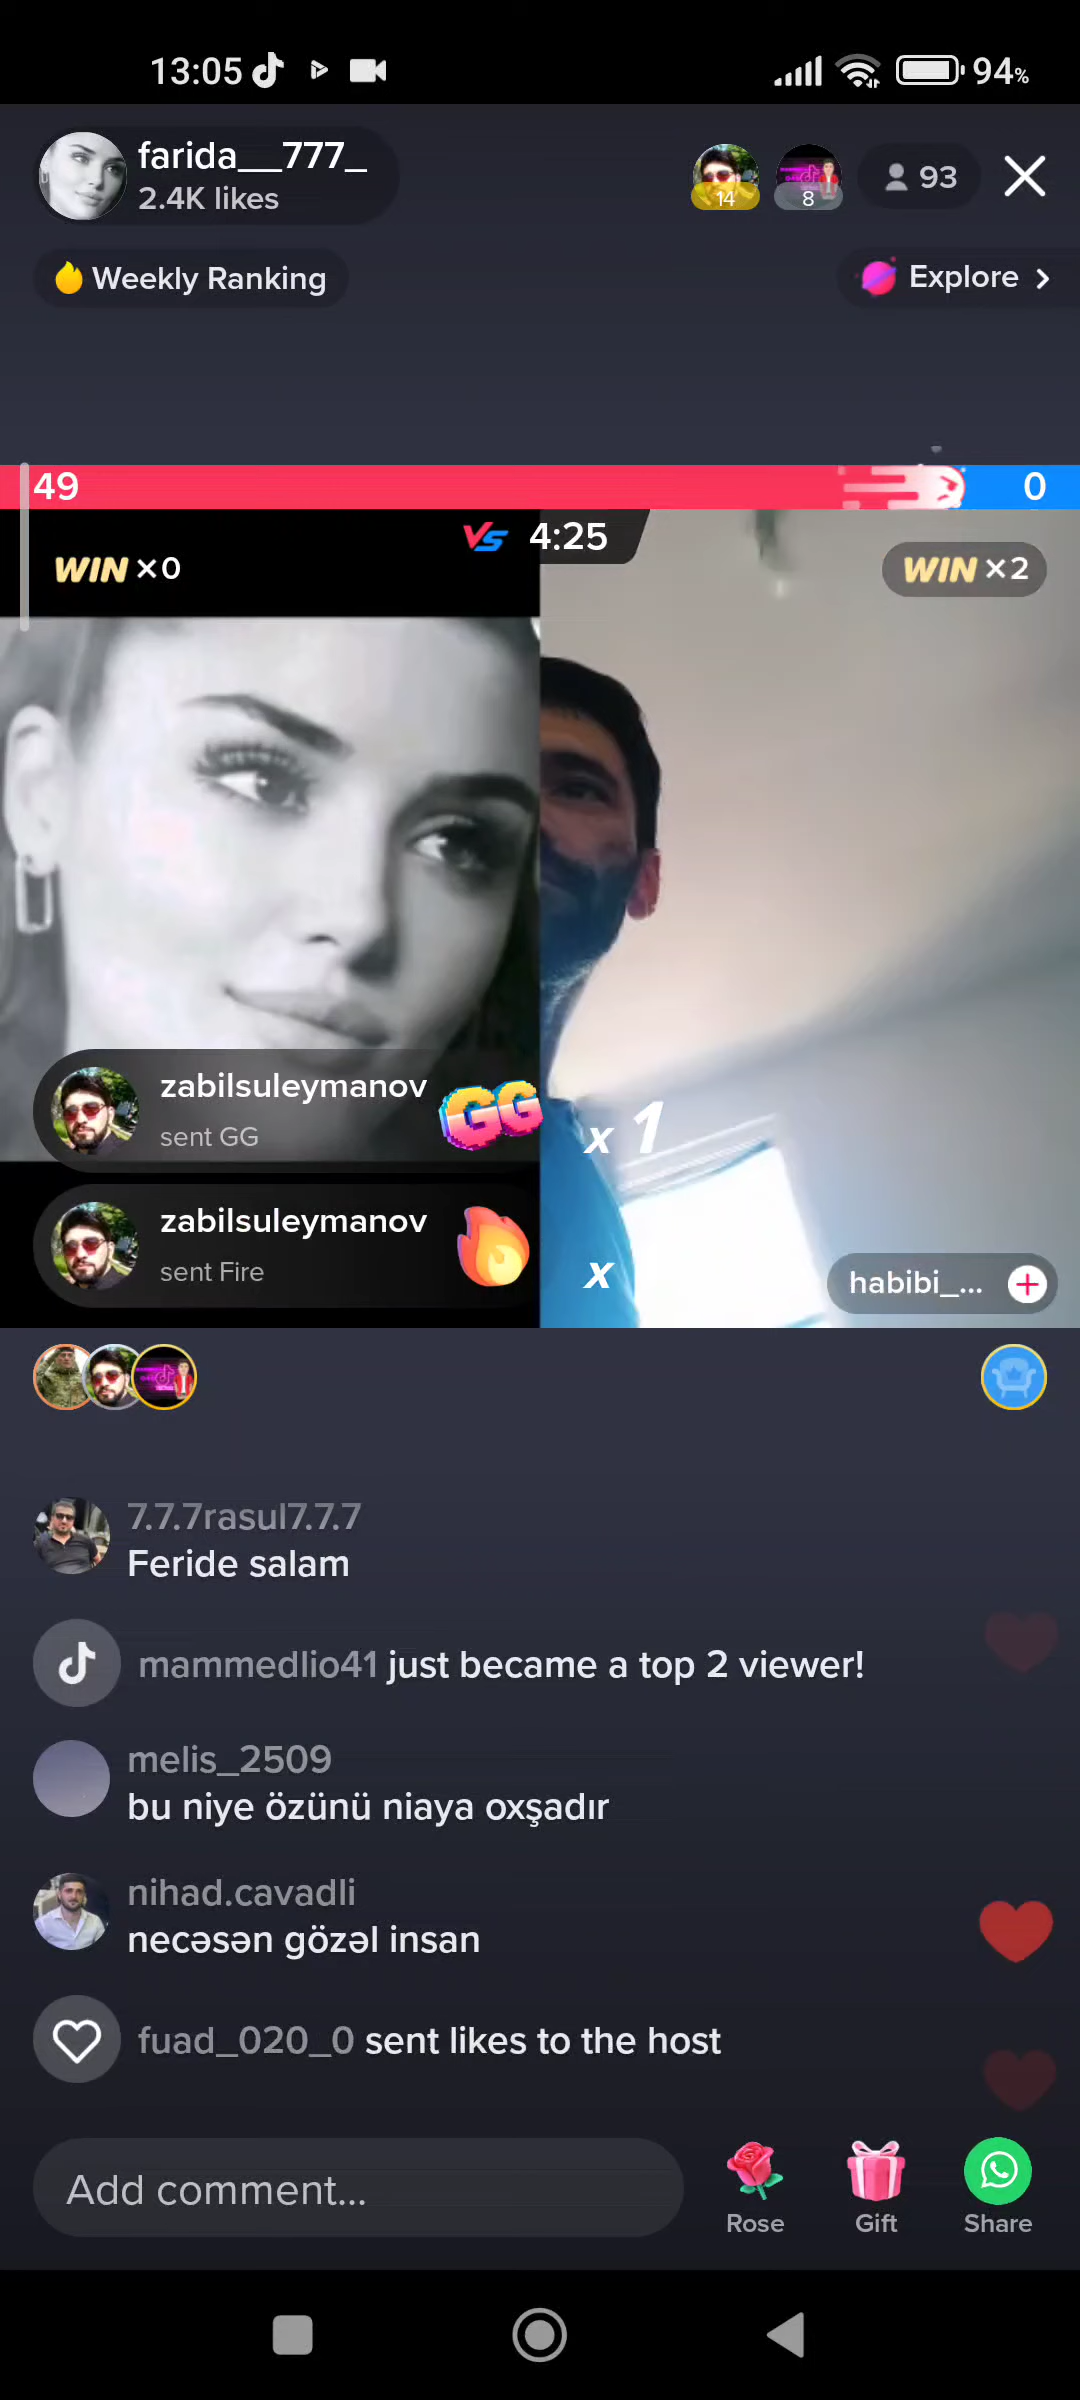 13:05
94%
farida__777_
2.4K likes
14
8
93
Weekly Ranking
Explore
49
0
VS 4:25
WIN ×0
WIN ×2
zabilsuleymanov
sent GG
GG
x 1
zabilsuleymanov
sent Fire
x
habibi_...
7.7.7rasul7.7.7
Feride salam
mammedlio41 just became a top 2 viewer!
melis_2509
bu niye özünü niaya oxşadır
nihad.cavadli
necəsən gözəl insan
fuad_020_0 sent likes to the host
Add comment...
Rose
Gift
Share